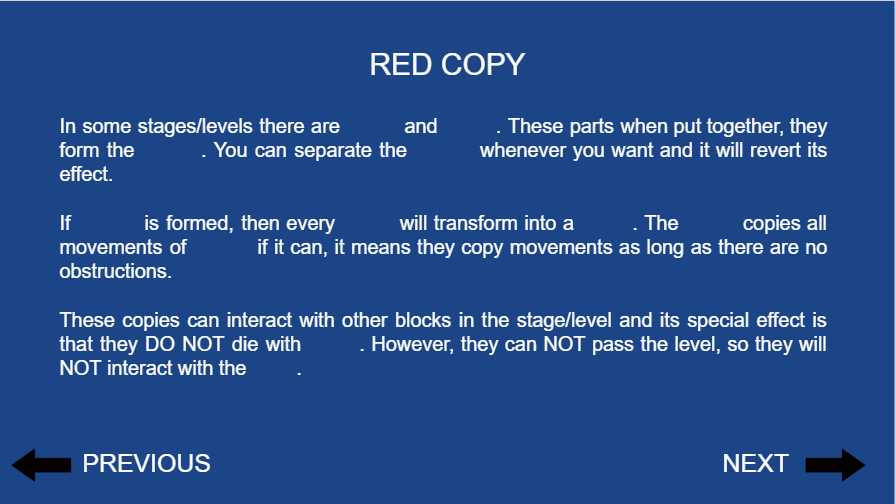 RED COPY
In some stages/levels there are and . These parts when put together, they
form the . You can separate the whenever you want and it will revert its
effect.
If is formed, then every will transform into a . The copies all
movements of if it can, it means they copy movements as long as there are no
obstructions.
These copies can interact with other blocks in the stage/level and its special effect is
that they DO NOT die with . However, they can NOT pass the level, so they will
NOT interact with the .
PREVIOUS NEXT